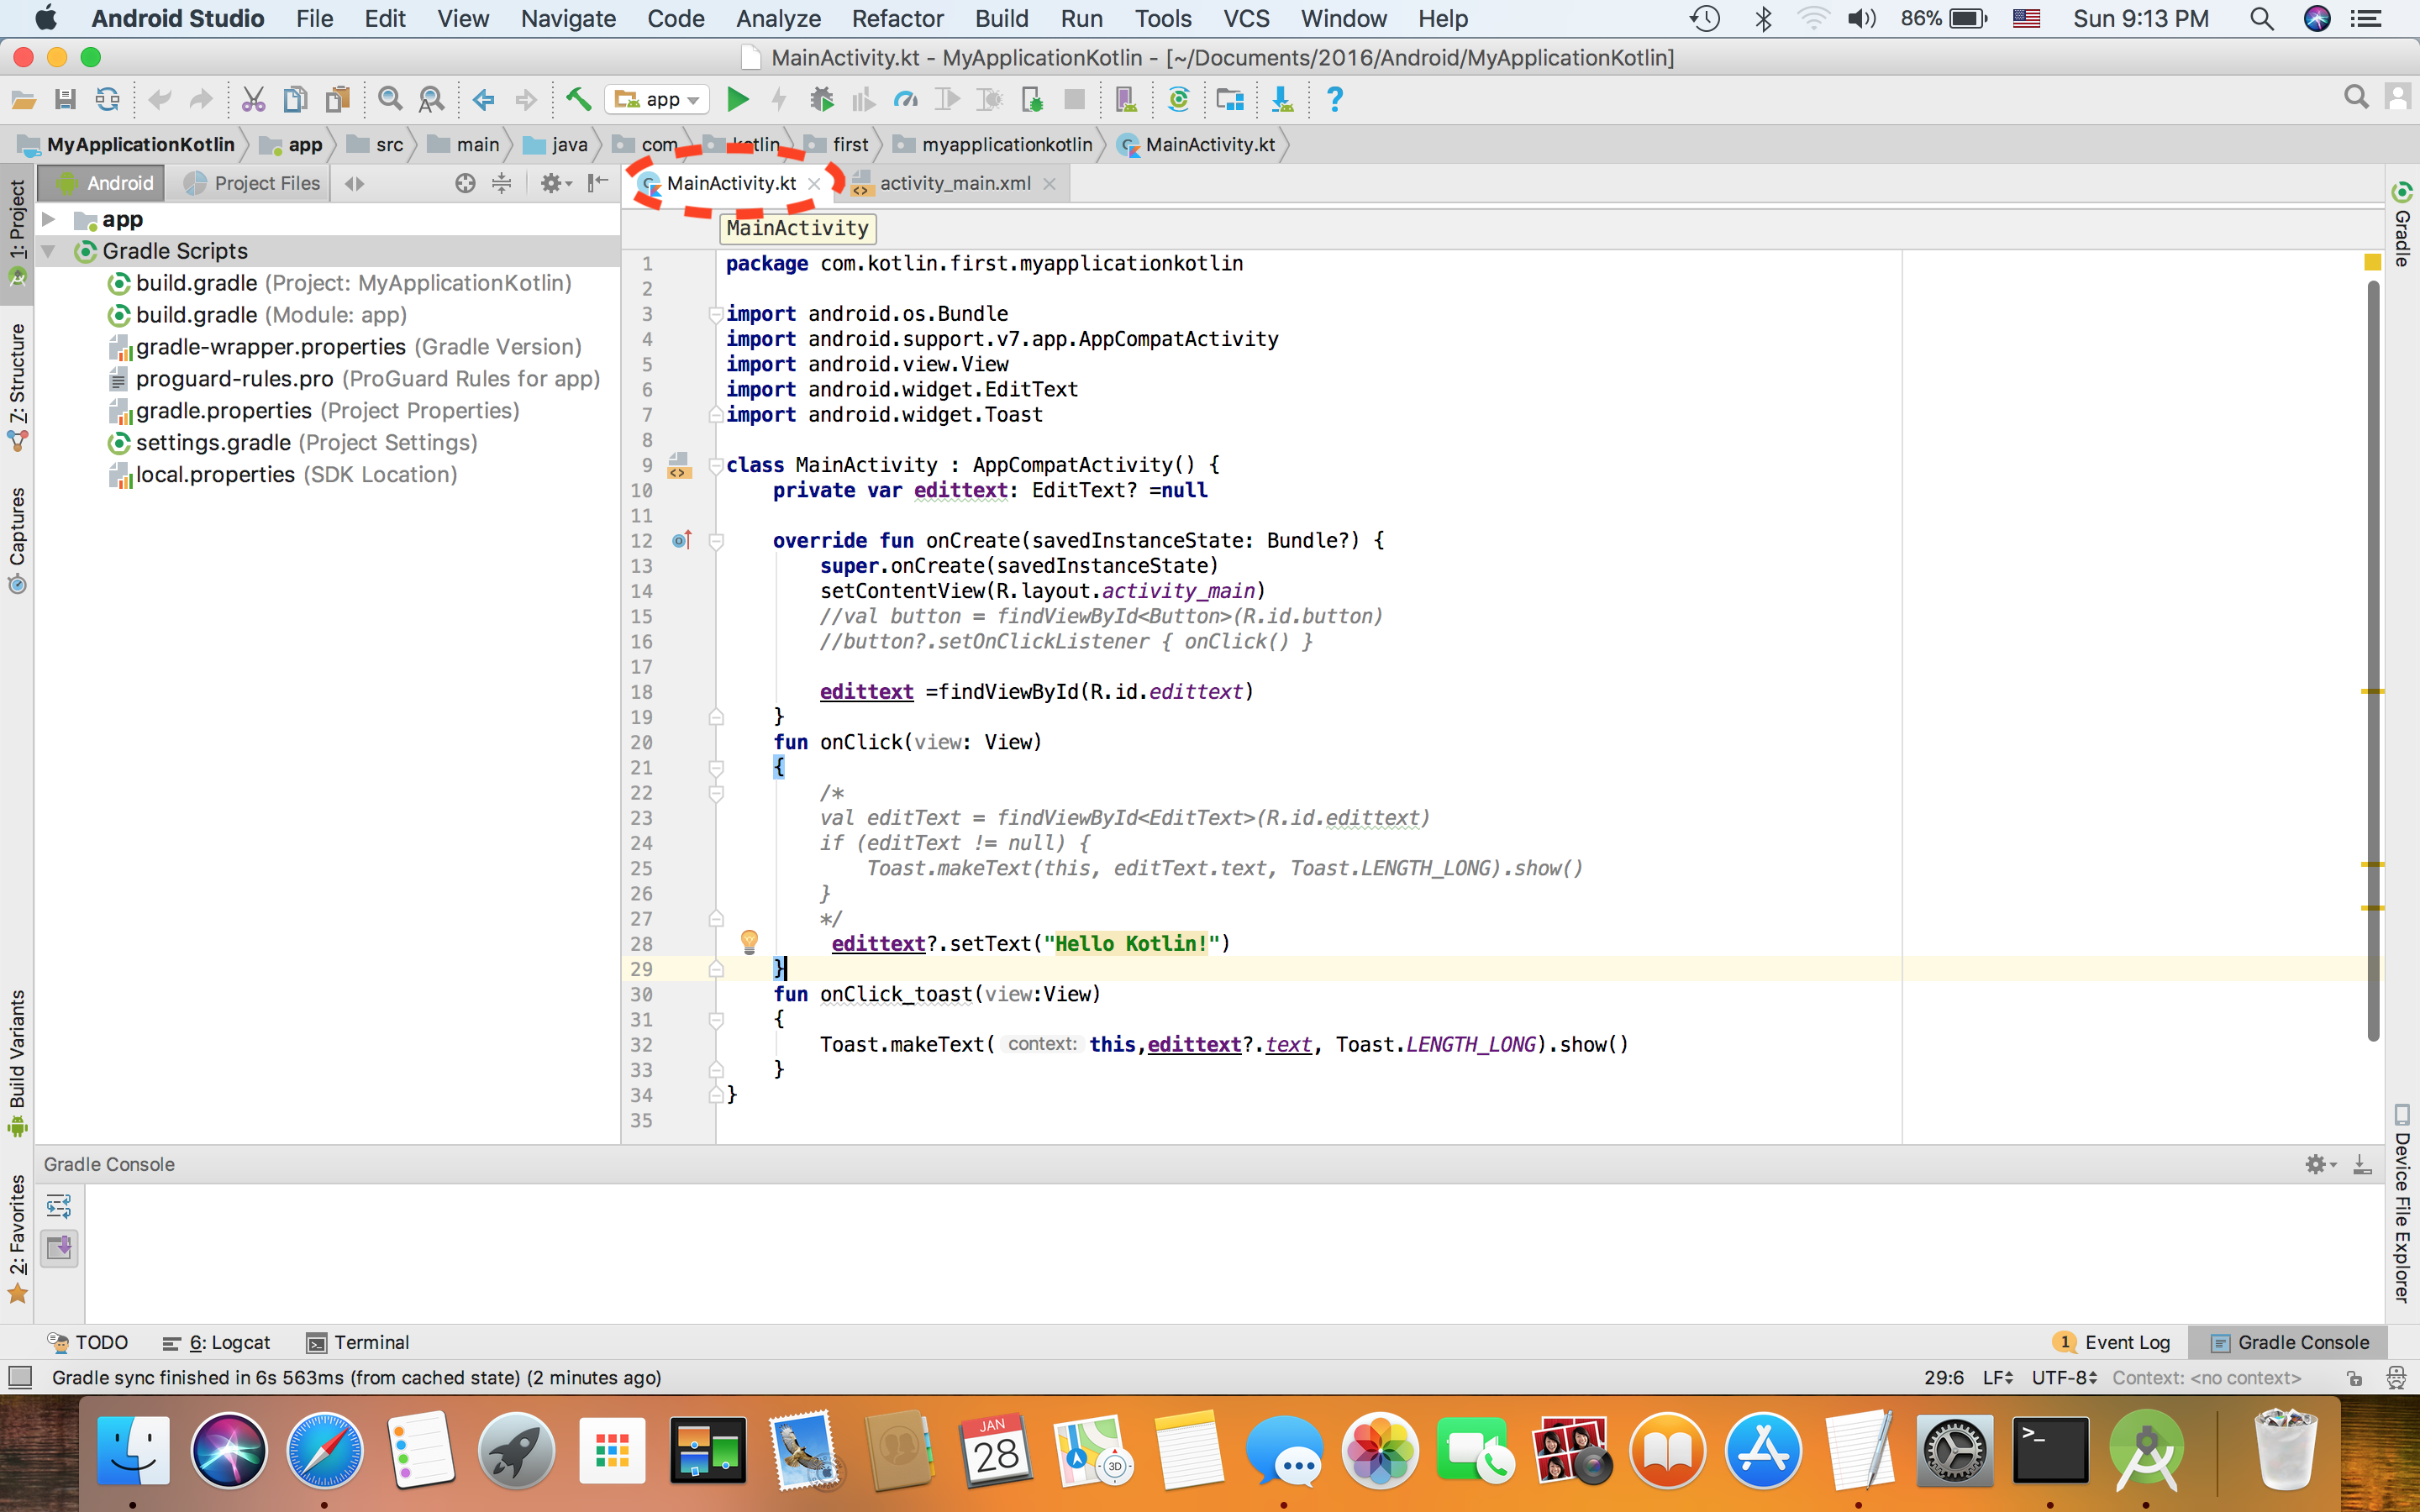 Android Studio File Edit View Navigate Code Analyze Refactor Build Run Tools VCS Window Help 86% Sun 9:13 PM
MainActivity.kt - MyApplicationKotlin - [~/Documents/2016/Android/MyApplicationKotlin]
app
MyApplicationKotlin app src main java com kotlin first myapplicationkotlin MainActivity.kt
Android Project Files MainActivity.kt activity_main.xml
MainActivity
1: Project
7: Structure
Captures
Build Variants
2: Favorites
app
Gradle Scripts
build.gradle (Project: MyApplicationKotlin)
build.gradle (Module: app)
gradle-wrapper.properties (Gradle Version)
proguard-rules.pro (ProGuard Rules for app)
gradle.properties (Project Properties)
settings.gradle (Project Settings)
local.properties (SDK Location)
1 package com.kotlin.first.myapplicationkotlin
2
3 import android.os.Bundle
4 import android.support.v7.app.AppCompatActivity
5 import android.view.View
6 import android.widget.EditText
7 import android.widget.Toast
8
9 class MainActivity : AppCompatActivity() {
10 private var edittext: EditText? =null
11
12 override fun onCreate(savedInstanceState: Bundle?) {
13 super.onCreate(savedInstanceState)
14 setContentView(R.layout.activity_main)
15 //val button = findViewById<Button>(R.id.button)
16 //button?.setOnClickListener { onClick() }
17
18 edittext =findViewById(R.id.edittext)
19 }
20 fun onClick(view: View)
21 {
22 /*
23 val editText = findViewById<EditText>(R.id.edittext)
24 if (editText != null) {
25 Toast.makeText(this, editText.text, Toast.LENGTH_LONG).show()
26 }
27 */
28 edittext?.setText("Hello Kotlin!")
29 }
30 fun onClick_toast(view:View)
31 {
32 Toast.makeText( context: this,edittext?.text, Toast.LENGTH_LONG).show()
33 }
34 }
35
Gradle
Device File Explorer
Gradle Console
TODO 6: Logcat Terminal 1 Event Log Gradle Console
Gradle sync finished in 6s 563ms (from cached state) (2 minutes ago) 29:6 LF UTF-8 Context: <no context>
JAN
28
3D
>_